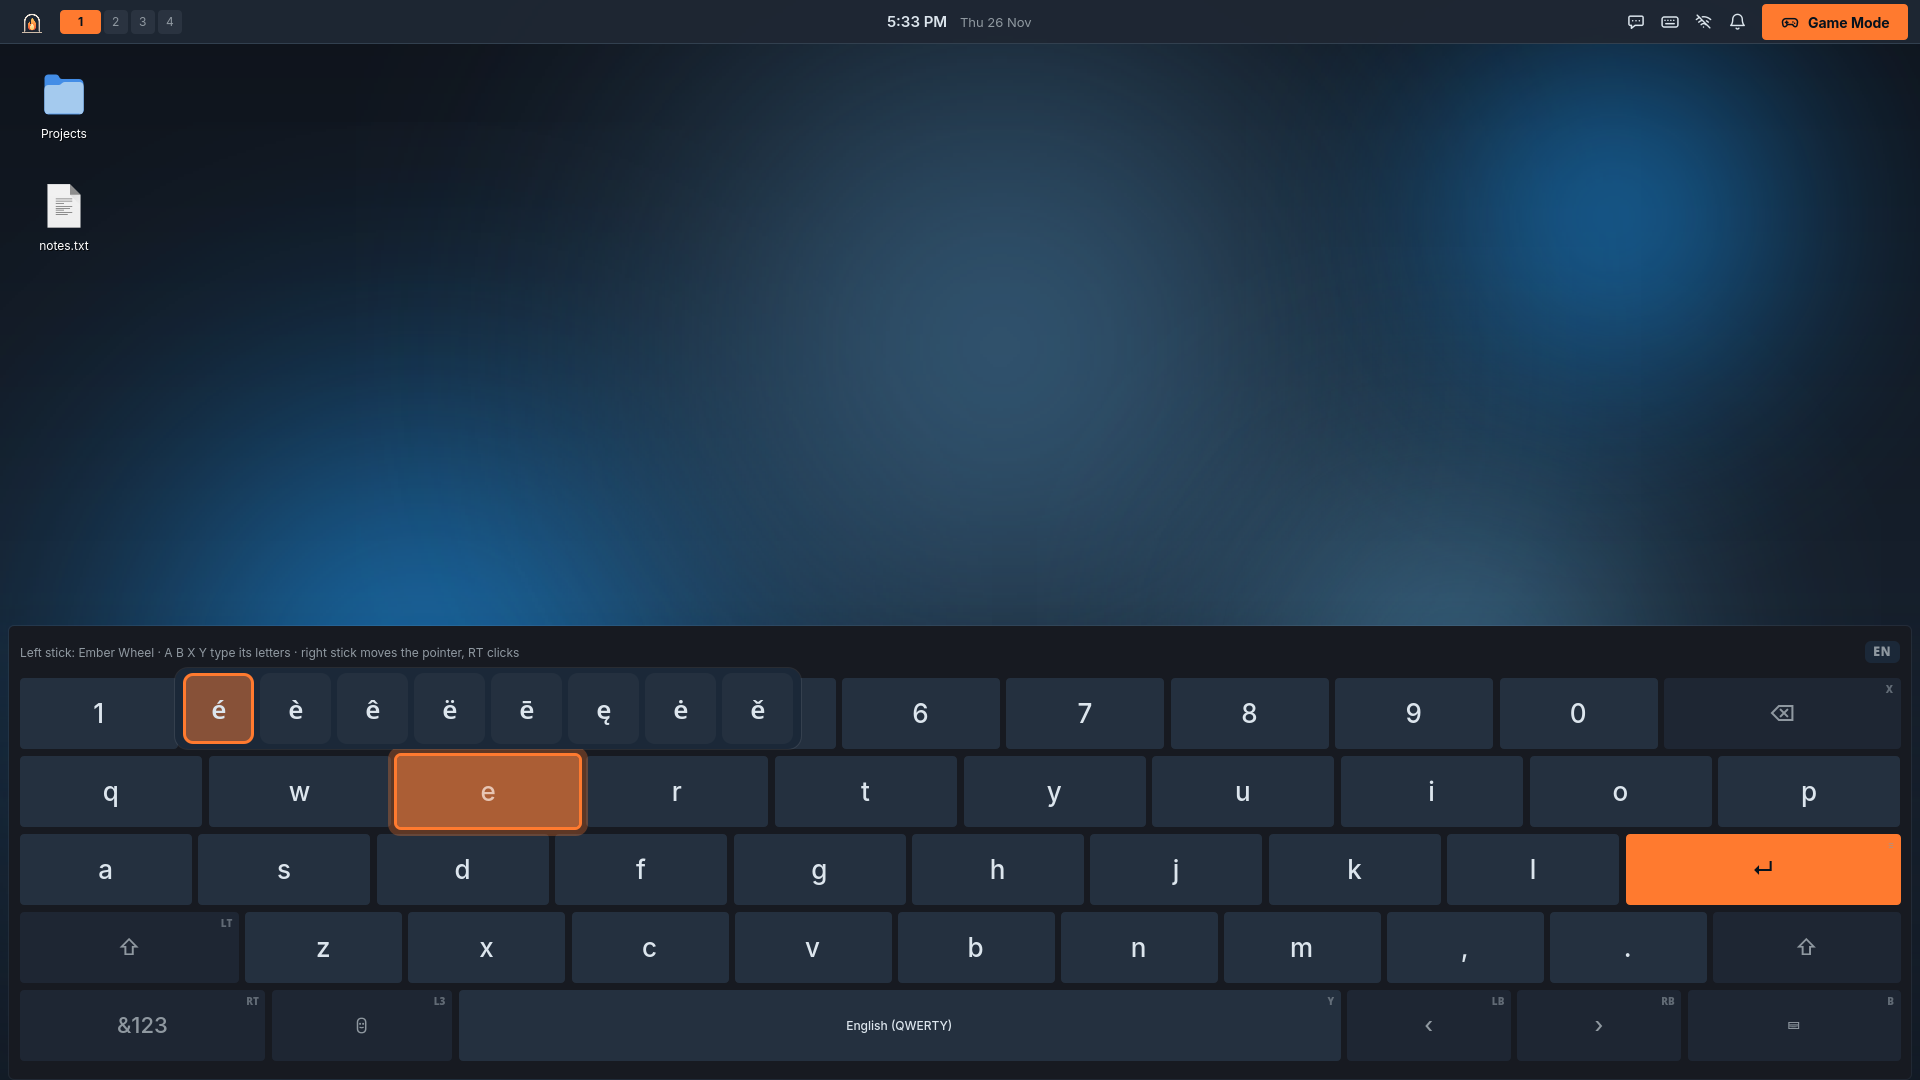 1 2 3 4
5:33 PM Thu 26 Nov
Game Mode
Projects
notes.txt
Left stick: Ember Wheel · A B X Y type its letters · right stick moves the pointer, RT clicks
EN
é è ê ë ē ę ė ě
1 6 7 8 9 0 X
q w e r t y u i o p
a s d f g h j k l
LT z x c v b n m , .
&123 RT L3 English (QWERTY) Y ‹ LB › RB B